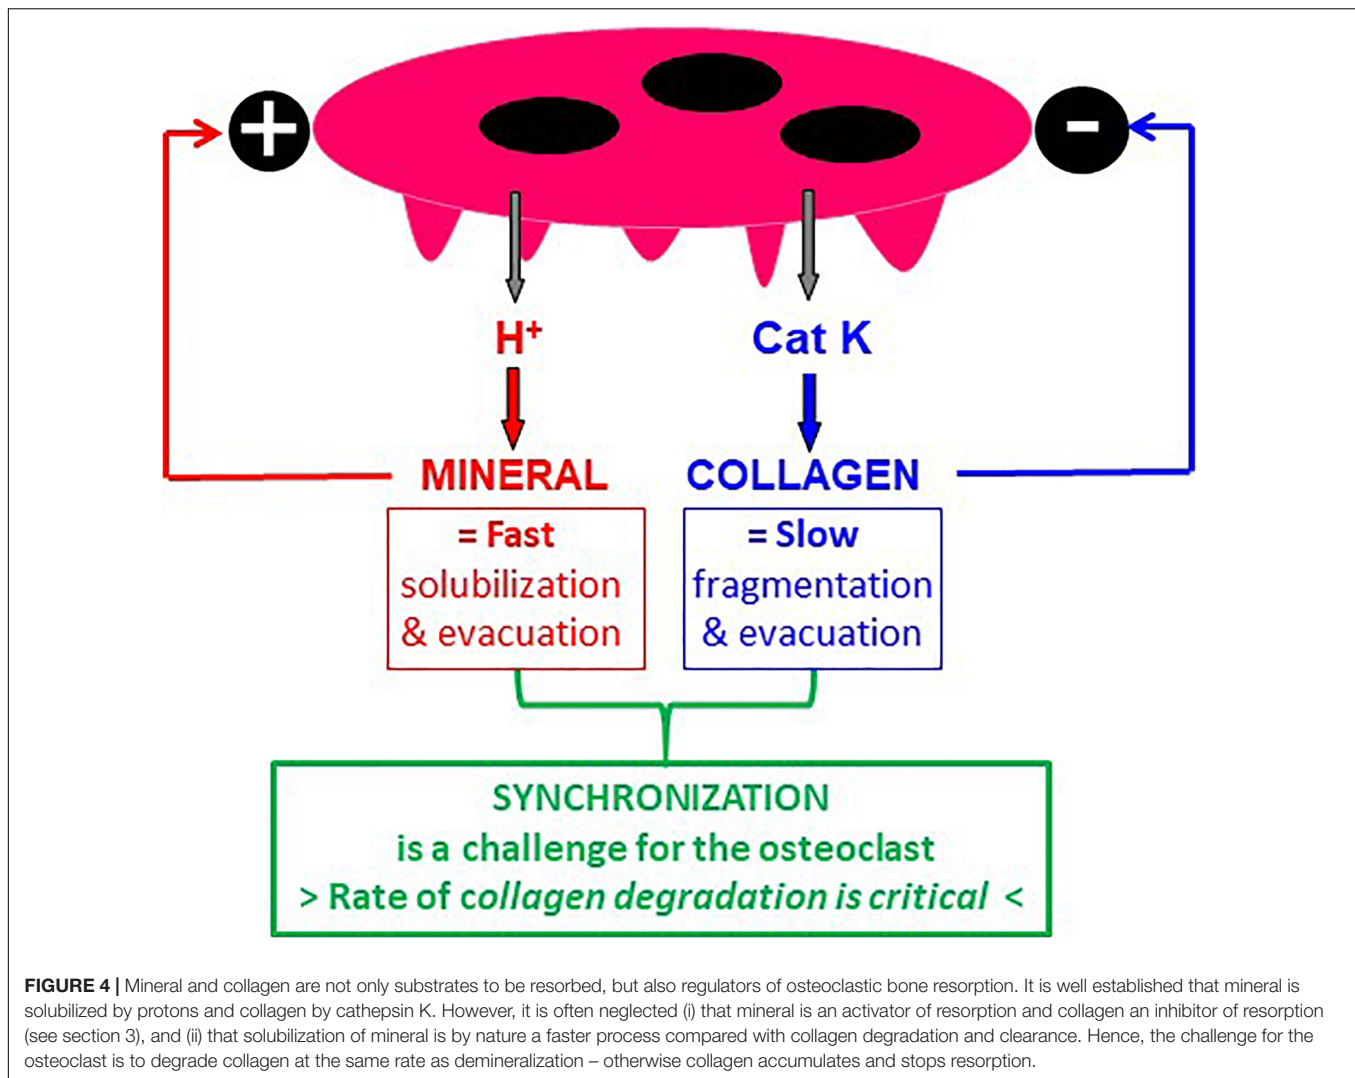 +
-
H+
Cat K
MINERAL
COLLAGEN
= Fast
solubilization
& evacuation
= Slow
fragmentation
& evacuation
SYNCHRONIZATION
is a challenge for the osteoclast
> Rate of collagen degradation is critical <
FIGURE 4 | Mineral and collagen are not only substrates to be resorbed, but also regulators of osteoclastic bone resorption. It is well established that mineral is
solubilized by protons and collagen by cathepsin K. However, it is often neglected (i) that mineral is an activator of resorption and collagen an inhibitor of resorption
(see section 3), and (ii) that solubilization of mineral is by nature a faster process compared with collagen degradation and clearance. Hence, the challenge for the
osteoclast is to degrade collagen at the same rate as demineralization – otherwise collagen accumulates and stops resorption.